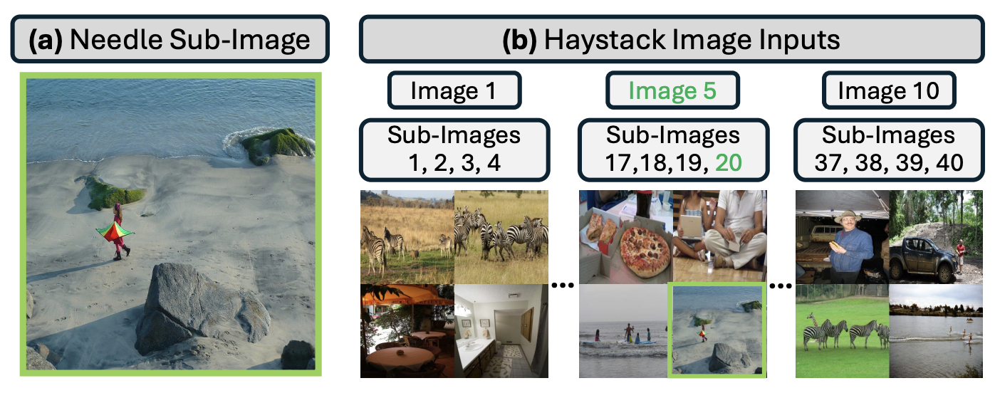 (a) Needle Sub-Image
(b) Haystack Image Inputs
Image 1
Image 5
Image 10
Sub-Images
1, 2, 3, 4
Sub-Images
17,18,19, 20
Sub-Images
37, 38, 39, 40
...
...